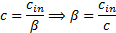 c = c_in/β ⟹ β = c_in/c